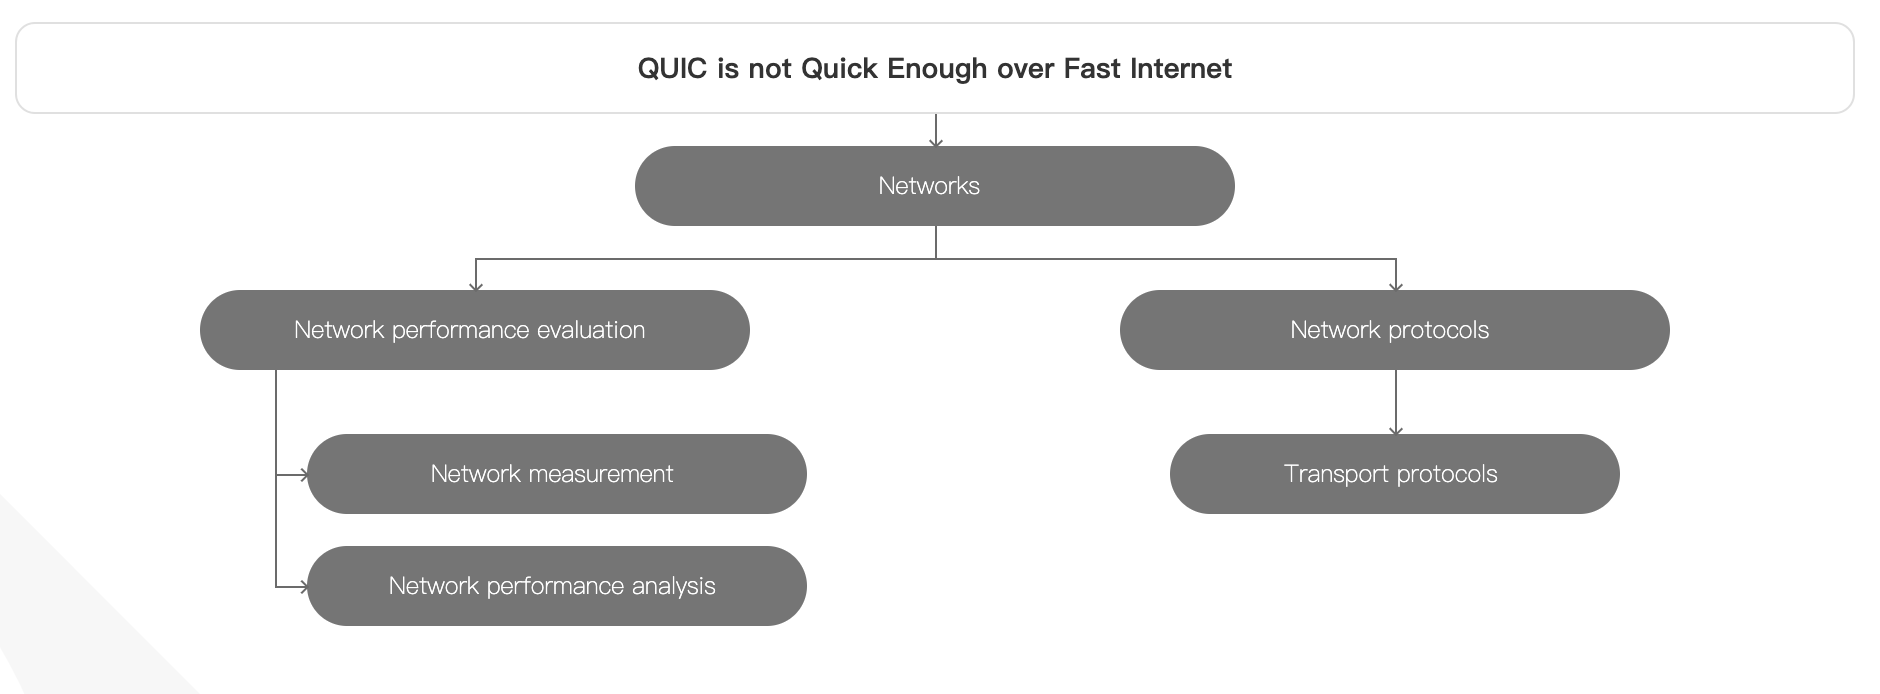 QUIC is not Quick Enough over Fast Internet
Networks
Network performance evaluation
Network protocols
Network measurement
Transport protocols
Network performance analysis